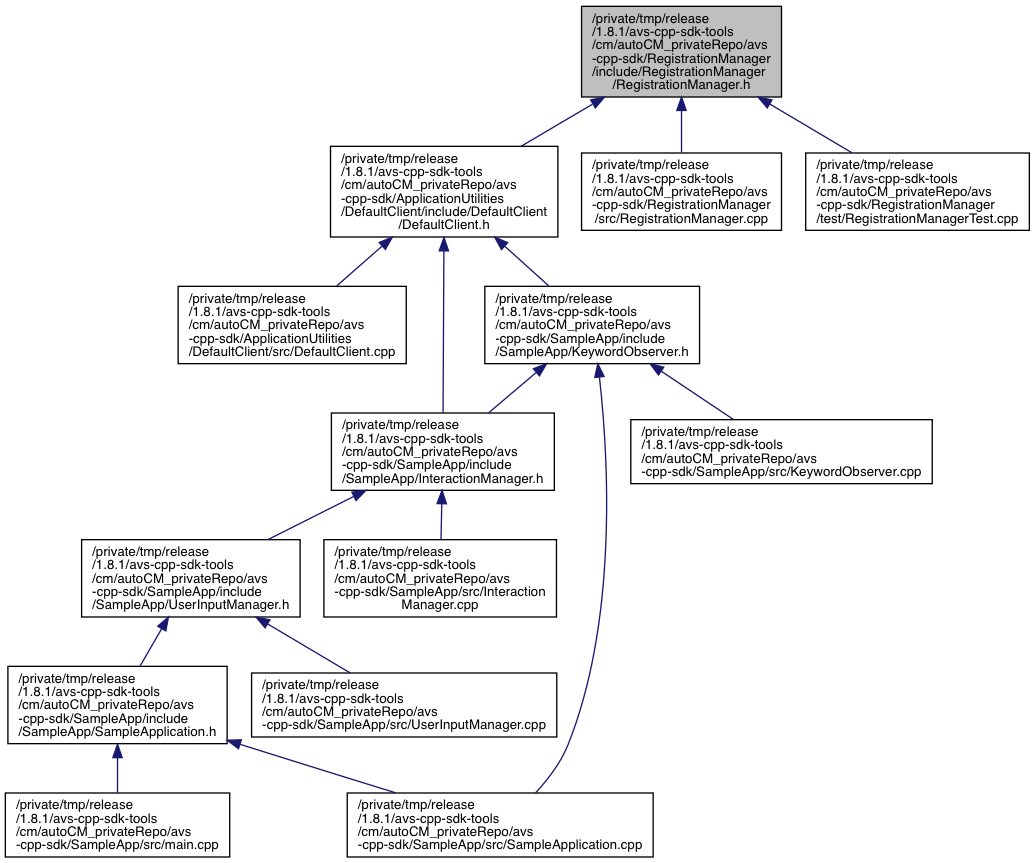 /private/tmp/release
/1.8.1/avs-cpp-sdk-tools
/cm/autoCM_privateRepo/avs
-cpp-sdk/RegistrationManager
/include/RegistrationManager
/RegistrationManager.h
/private/tmp/release
/1.8.1/avs-cpp-sdk-tools
/cm/autoCM_privateRepo/avs
-cpp-sdk/ApplicationUtilities
/DefaultClient/include/DefaultClient
/DefaultClient.h
/private/tmp/release
/1.8.1/avs-cpp-sdk-tools
/cm/autoCM_privateRepo/avs
-cpp-sdk/RegistrationManager
/src/RegistrationManager.cpp
/private/tmp/release
/1.8.1/avs-cpp-sdk-tools
/cm/autoCM_privateRepo/avs
-cpp-sdk/RegistrationManager
/test/RegistrationManagerTest.cpp
/private/tmp/release
/1.8.1/avs-cpp-sdk-tools
/cm/autoCM_privateRepo/avs
-cpp-sdk/ApplicationUtilities
/DefaultClient/src/DefaultClient.cpp
/private/tmp/release
/1.8.1/avs-cpp-sdk-tools
/cm/autoCM_privateRepo/avs
-cpp-sdk/SampleApp/include
/SampleApp/KeywordObserver.h
/private/tmp/release
/1.8.1/avs-cpp-sdk-tools
/cm/autoCM_privateRepo/avs
-cpp-sdk/SampleApp/include
/SampleApp/InteractionManager.h
/private/tmp/release
/1.8.1/avs-cpp-sdk-tools
/cm/autoCM_privateRepo/avs
-cpp-sdk/SampleApp/src/KeywordObserver.cpp
/private/tmp/release
/1.8.1/avs-cpp-sdk-tools
/cm/autoCM_privateRepo/avs
-cpp-sdk/SampleApp/include
/SampleApp/UserInputManager.h
/private/tmp/release
/1.8.1/avs-cpp-sdk-tools
/cm/autoCM_privateRepo/avs
-cpp-sdk/SampleApp/src/Interaction
Manager.cpp
/private/tmp/release
/1.8.1/avs-cpp-sdk-tools
/cm/autoCM_privateRepo/avs
-cpp-sdk/SampleApp/include
/SampleApp/SampleApplication.h
/private/tmp/release
/1.8.1/avs-cpp-sdk-tools
/cm/autoCM_privateRepo/avs
-cpp-sdk/SampleApp/src/UserInputManager.cpp
/private/tmp/release
/1.8.1/avs-cpp-sdk-tools
/cm/autoCM_privateRepo/avs
-cpp-sdk/SampleApp/src/main.cpp
/private/tmp/release
/1.8.1/avs-cpp-sdk-tools
/cm/autoCM_privateRepo/avs
-cpp-sdk/SampleApp/src/SampleApplication.cpp